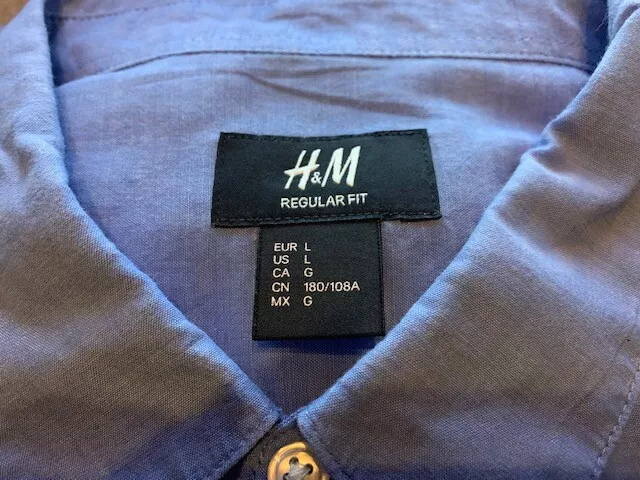 H&M
REGULAR FIT
EUR L
US L
CA G
CN 180/108A
MX G